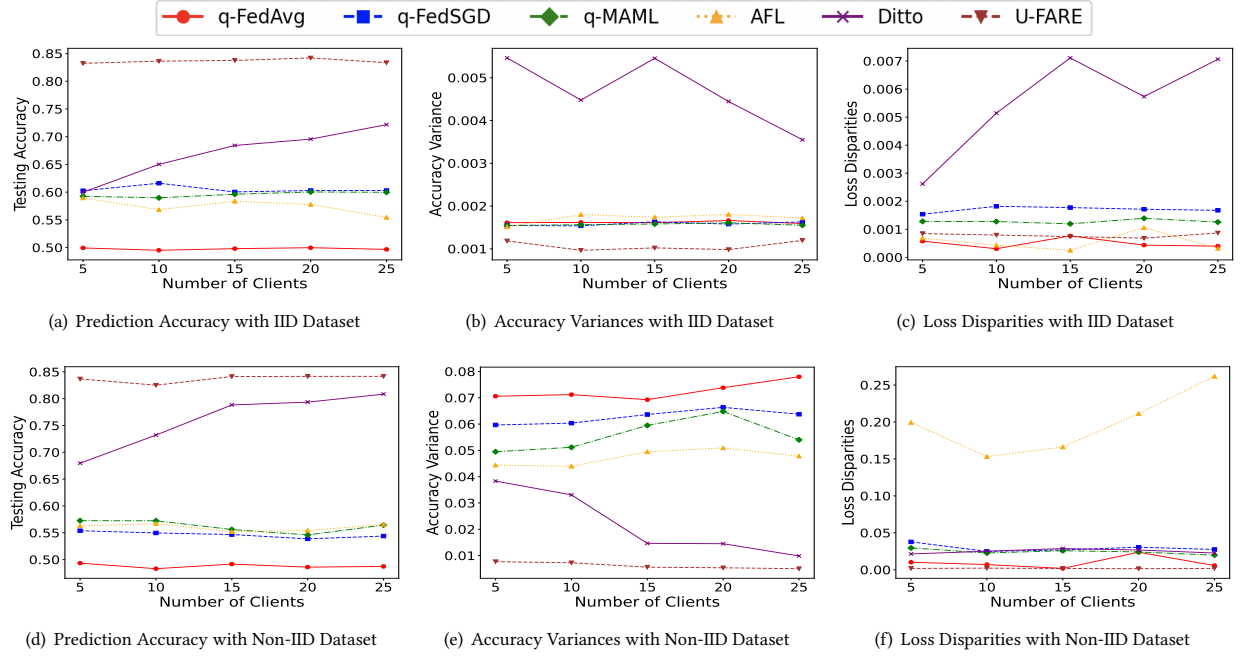 q-FedAvg q-FedSGD q-MAML AFL Ditto U-FARE
Testing Accuracy
0.85
0.80
0.75
0.70
0.65
0.60
0.55
0.50
5 10 15 20 25
Number of Clients
(a) Prediction Accuracy with IID Dataset
Accuracy Variance
0.005
0.004
0.003
0.002
0.001
5 10 15 20 25
Number of Clients
(b) Accuracy Variances with IID Dataset
Loss Disparities
0.007
0.006
0.005
0.004
0.003
0.002
0.001
0.000
5 10 15 20 25
Number of Clients
(c) Loss Disparities with IID Dataset
Testing Accuracy
0.85
0.80
0.75
0.70
0.65
0.60
0.55
0.50
5 10 15 20 25
Number of Clients
(d) Prediction Accuracy with Non-IID Dataset
Accuracy Variance
0.08
0.07
0.06
0.05
0.04
0.03
0.02
0.01
5 10 15 20 25
Number of Clients
(e) Accuracy Variances with Non-IID Dataset
Loss Disparities
0.25
0.20
0.15
0.10
0.05
0.00
5 10 15 20 25
Number of Clients
(f) Loss Disparities with Non-IID Dataset